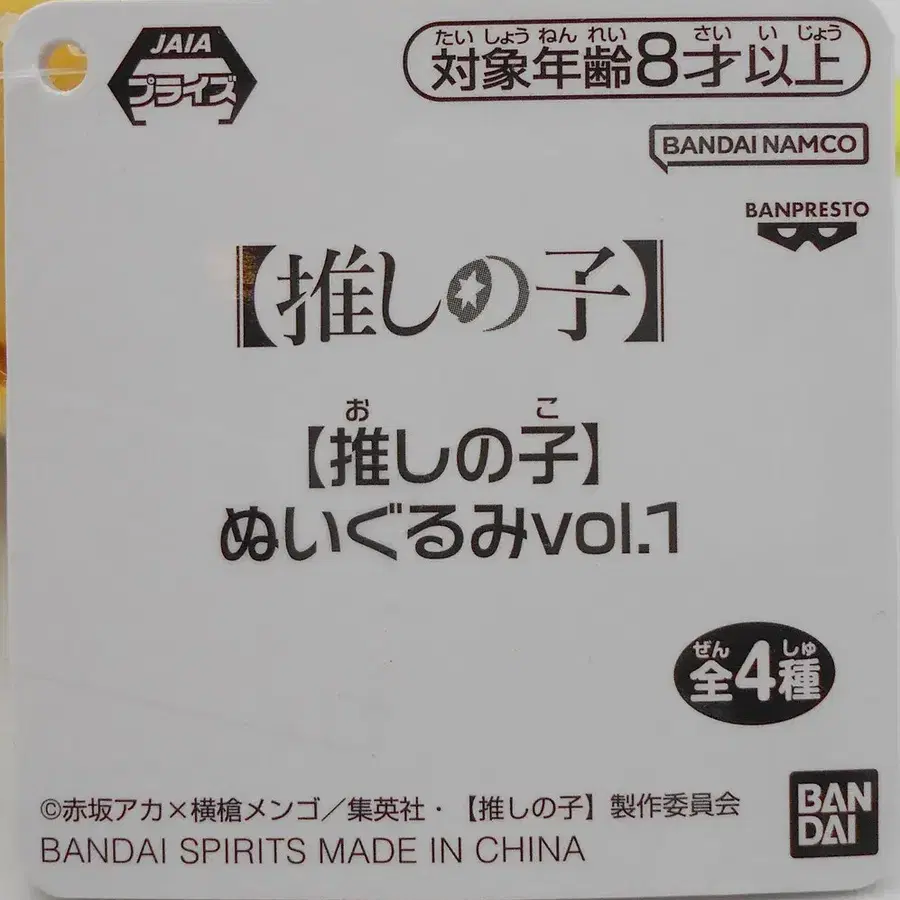 JAIA
プライズ
たいしょうねんれい さい いじょう
対象年齢8才以上
BANDAI NAMCO
BANPRESTO
【推しの子】
お こ
【推しの子】
ぬいぐるみvol.1
ぜん しゅ
全4種
©赤坂アカ×横槍メンゴ／集英社・【推しの子】製作委員会
BANDAI SPIRITS MADE IN CHINA
BAN
DAI